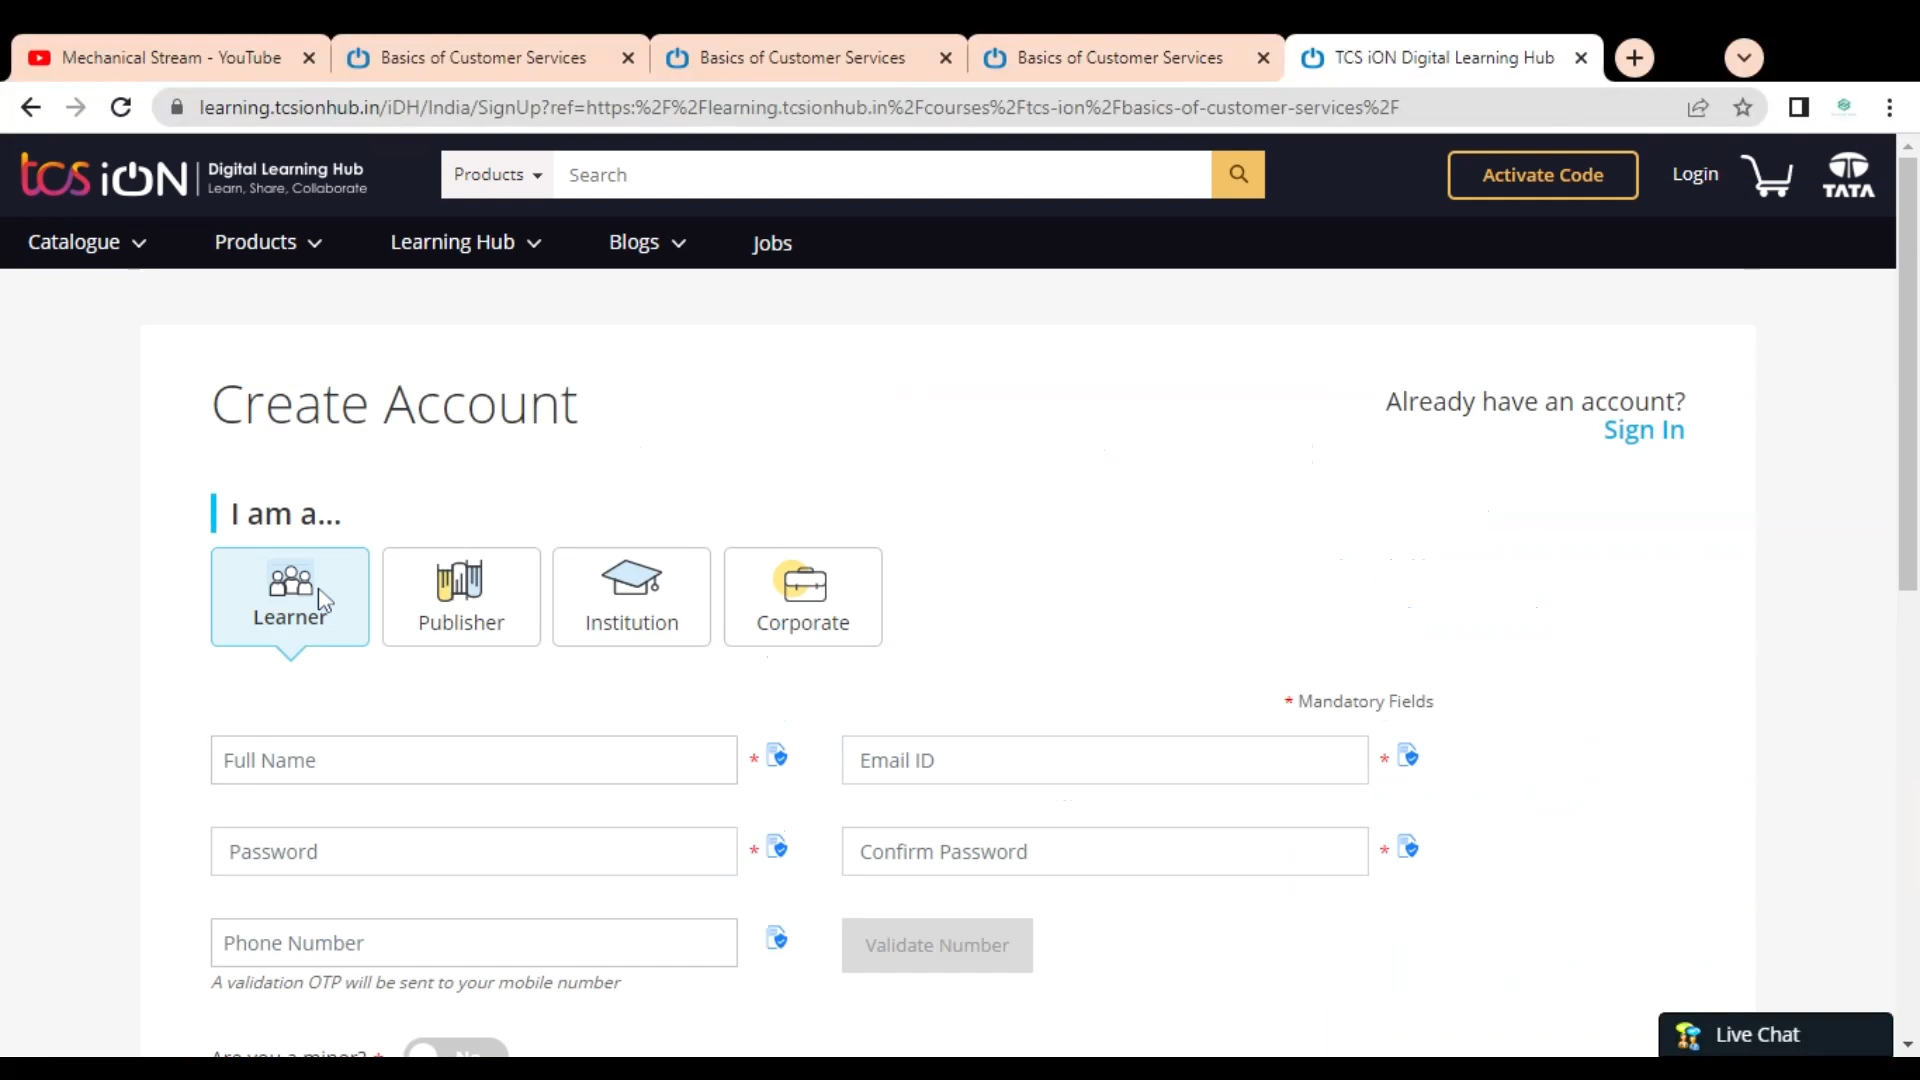 Mechanical Stream - YouTube
Basics of Customer Services
Basics of Customer Services
Basics of Customer Services
TCS iON Digital Learning Hub
learning.tcsionhub.in/iDH/India/SignUp?ref=https:%2F%2Flearning.tcsionhub.in%2Fcourses%2Ftcs-ion%2Fbasics-of-customer-services%2F
tcs iON
Digital Learning Hub
Learn, Share, Collaborate
Products
Search
Activate Code
Login
TATA
Catalogue
Products
Learning Hub
Blogs
Jobs
Create Account
Already have an account?
Sign In
I am a...
Learner
Publisher
Institution
Corporate
* Mandatory Fields
Full Name
*
Email ID
*
Password
*
Confirm Password
*
Phone Number
Validate Number
A validation OTP will be sent to your mobile number
Are you a minor? *
No
Live Chat